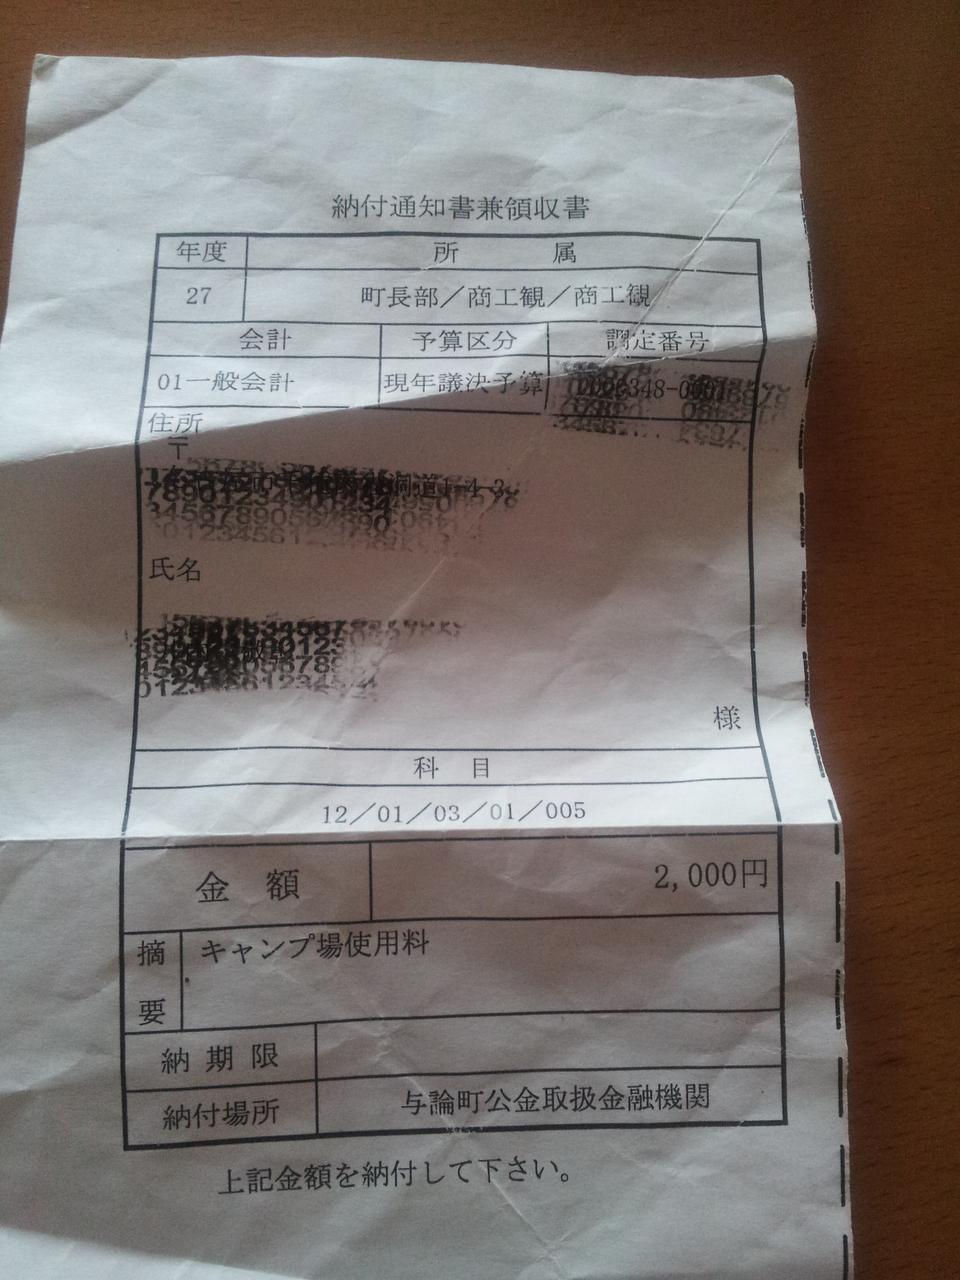 納付通知書兼領収書
年度 所 属
27 町長部／商工観／商工観
会計 予算区分 調定番号
01一般会計 現年議決予算
住所
〒
氏名
様
科 目
12／01／03／01／005
金 額 2,000円
摘要 キャンプ場使用料
納 期 限
納付場所 与論町公金取扱金融機関
上記金額を納付して下さい。